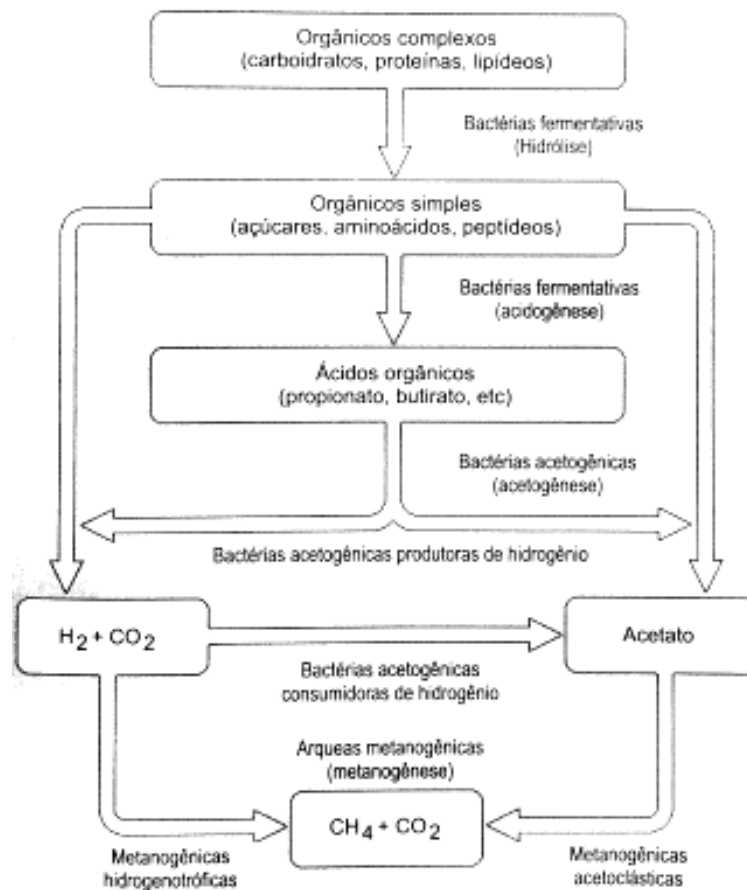 Orgânicos complexos
(carboidratos, proteínas, lipídeos)
Bactérias fermentativas
(Hidrólise)
Orgânicos simples
(açúcares, aminoácidos, peptídeos)
Bactérias fermentativas
(acidogênese)
Ácidos orgânicos
(propionato, butirato, etc)
Bactérias acetogênicas
(acetogênese)
Bactérias acetogênicas produtoras de hidrogênio
H2 + CO2
Acetato
Bactérias acetogênicas
consumidoras de hidrogênio
Arqueas metanogênicas
(metanogênese)
CH4 + CO2
Metanogênicas
hidrogenotróficas
Metanogênicas
acetoclásticas